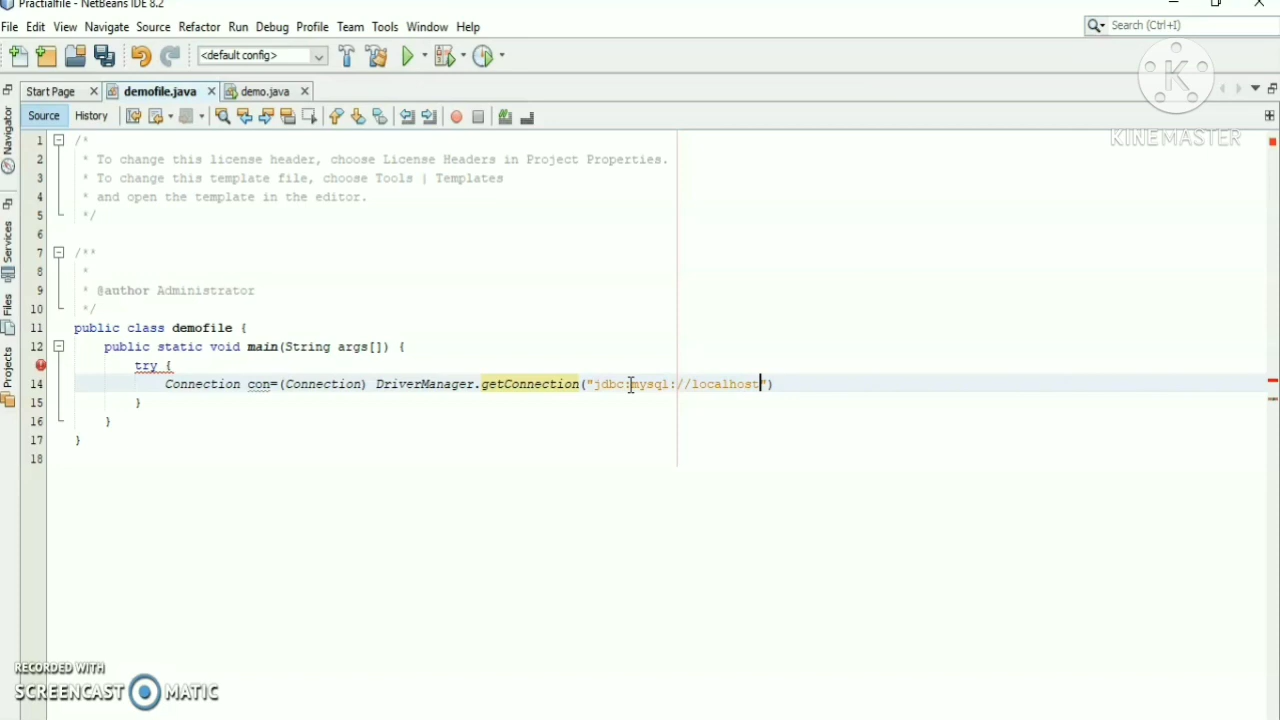 Practialfile - NetBeans IDE 8.2
File Edit View Navigate Source Refactor Run Debug Profile Team Tools Window Help
Search (Ctrl+I)
<default config>
K
KINEMASTER
Start Page demofile.java demo.java
Source History
Navigator
Services
Files
Projects
1 /*
2 * To change this license header, choose License Headers in Project Properties.
3 * To change this template file, choose Tools | Templates
4 * and open the template in the editor.
5 */
6
7 /**
8 *
9 * @author Administrator
10 */
11 public class demofile {
12 public static void main(String args[]) {
try {
14 Connection con=(Connection) DriverManager.getConnection("jdbc:mysql://localhost")
15 }
16 }
17 }
18
RECORDED WITH
SCREENCAST MATIC